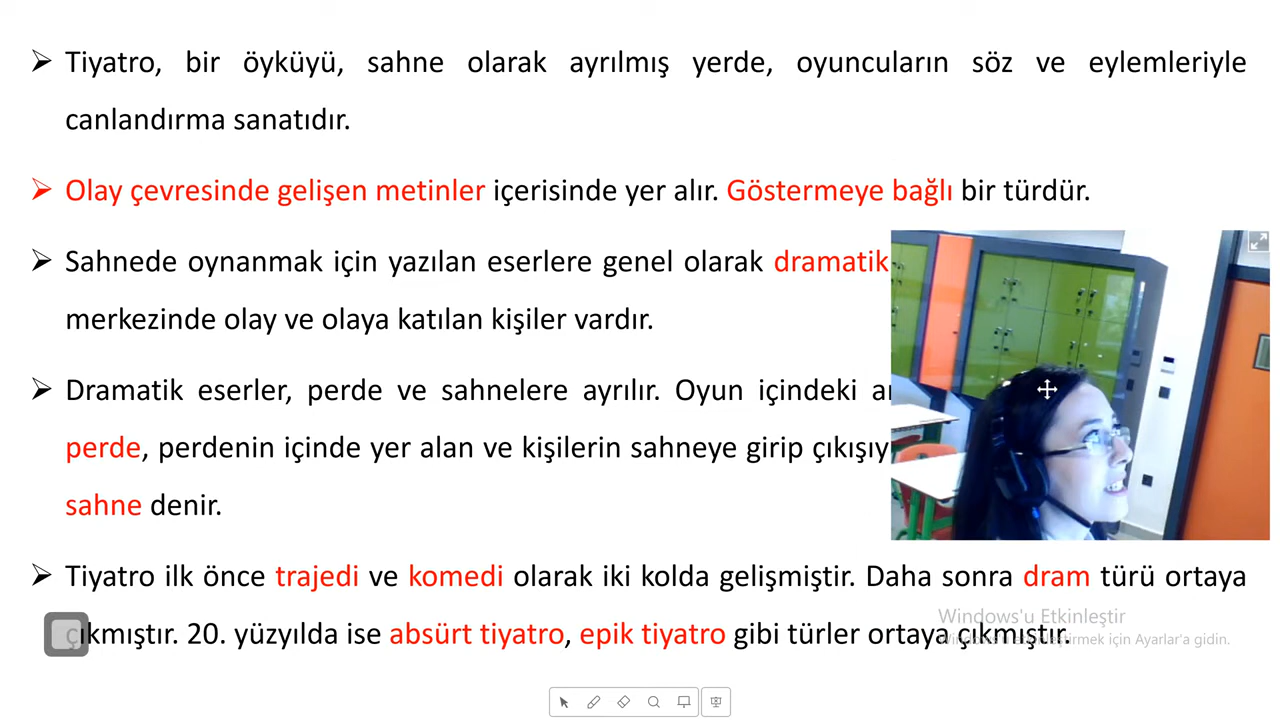 Tiyatro, bir öyküyü, sahne olarak ayrılmış yerde, oyuncuların söz ve eylemleriyle
canlandırma sanatıdır.
Olay çevresinde gelişen metinler içerisinde yer alır. Göstermeye bağlı bir türdür.
Sahnede oynanmak için yazılan eserlere genel olarak dramatik
merkezinde olay ve olaya katılan kişiler vardır.
Dramatik eserler, perde ve sahnelere ayrılır. Oyun içindeki
perde, perdenin içinde yer alan ve kişilerin sahneye girip
sahne denir.
Tiyatro ilk önce trajedi ve komedi olarak iki kolda gelişmiştir. Daha sonra dram türü ortaya
çıkmıştır. 20. yüzyılda ise absürt tiyatro, epik tiyatro gibi türler ortaya çıkmıştır.
Windows'u Etkinleştir
için Ayarlar'a gidin.